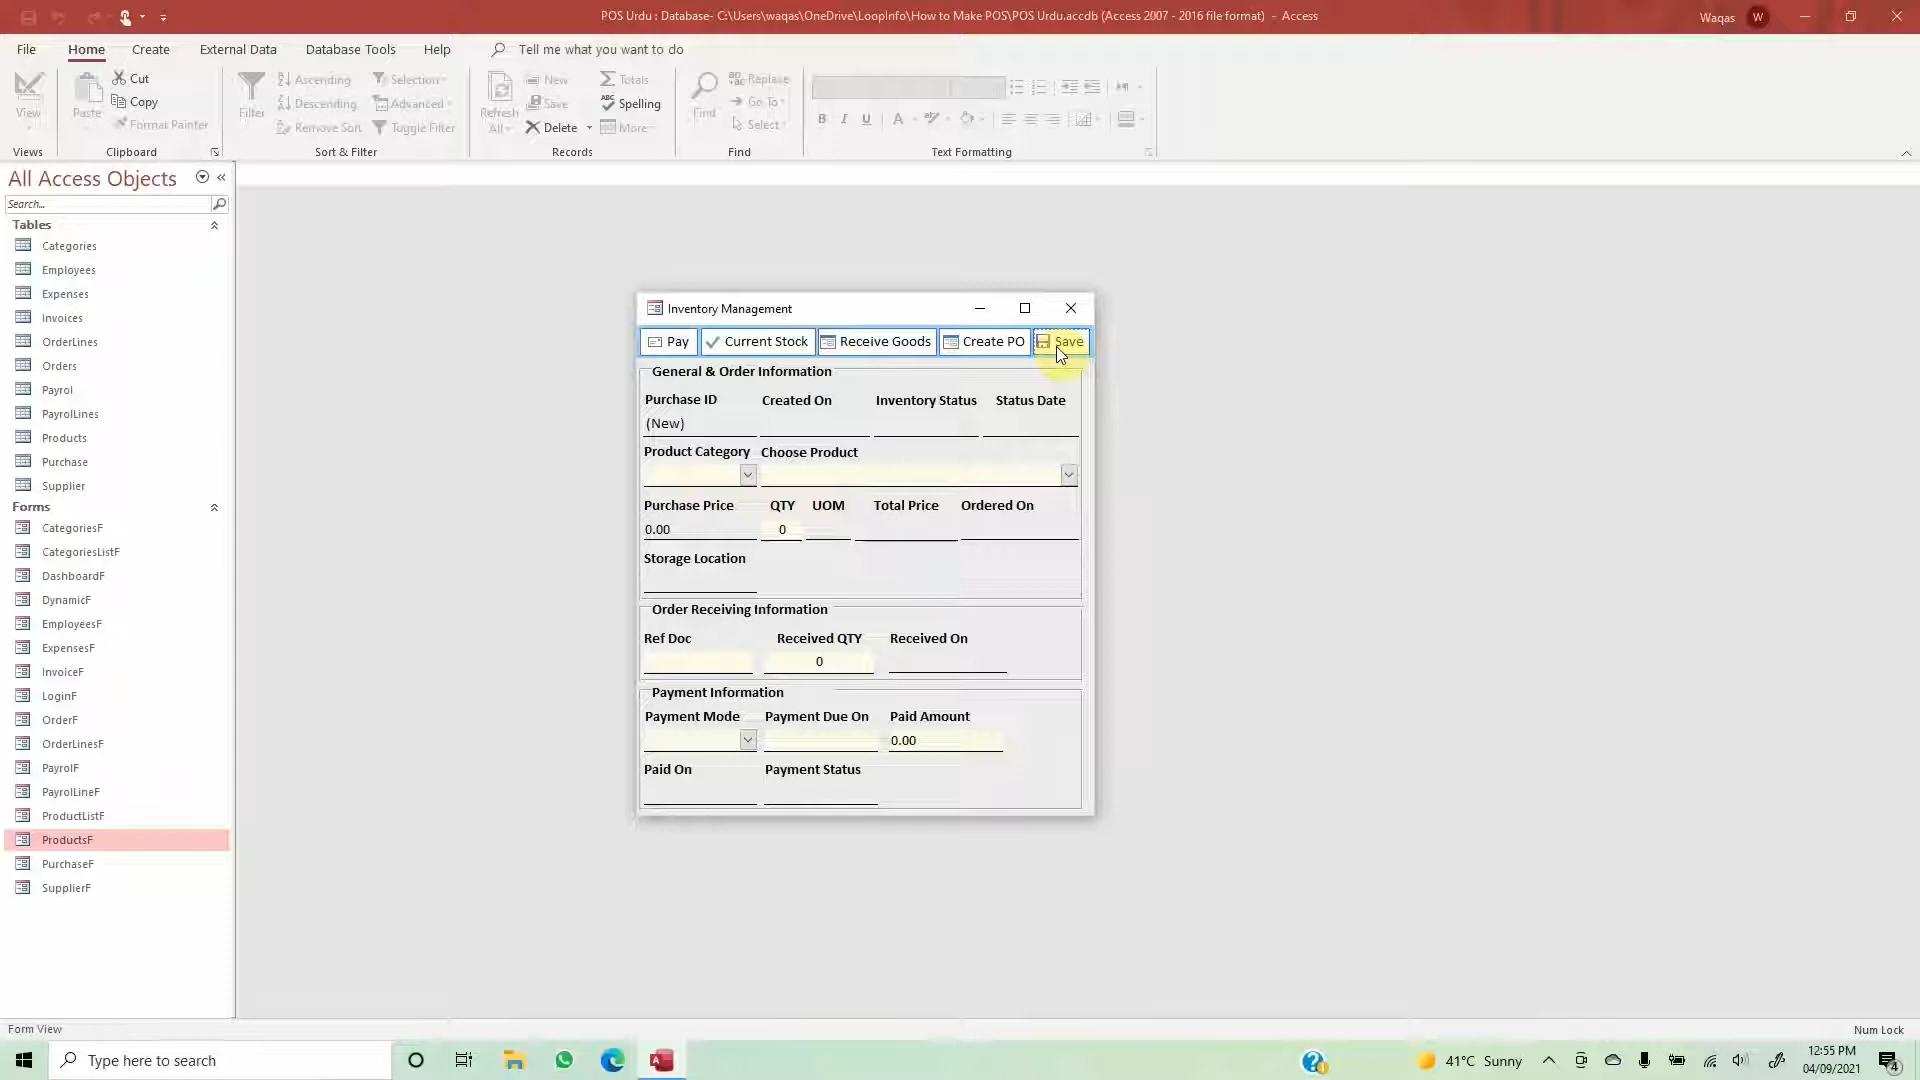 POS Urdu : Database- C:\Users\waqas\OneDrive\LoopInfo\How to Make POS\POS Urdu.accdb (Access 2007 - 2016 file format) - Access
Waqas W
File Home Create External Data Database Tools Help Tell me what you want to do
View
Views
Paste
Cut
Copy
Format Painter
Clipboard
Filter
Ascending
Descending
Remove Sort
Selection
Advanced
Toggle Filter
Sort & Filter
Refresh All
New
Save
Delete
Totals
Spelling
More
Records
Find
Replace
Go To
Select
Find
B I U A
Text Formatting
All Access Objects
Search...
Tables
Categories
Employees
Expenses
Invoices
OrderLines
Orders
Payrol
PayrolLines
Products
Purchase
Supplier
Forms
CategoriesF
CategoriesListF
DashboardF
DynamicF
EmployeesF
ExpensesF
InvoiceF
LoginF
OrderF
OrderLinesF
PayrolF
PayrolLineF
ProductListF
ProductsF
PurchaseF
SupplierF
Inventory Management
Pay Current Stock Receive Goods Create PO Save
General & Order Information
Purchase ID Created On Inventory Status Status Date
(New)
Product Category Choose Product
Purchase Price QTY UOM Total Price Ordered On
0.00 0
Storage Location
Order Receiving Information
Ref Doc Received QTY Received On
0
Payment Information
Payment Mode Payment Due On Paid Amount
0.00
Paid On Payment Status
Form View
Num Lock
Type here to search
41°C Sunny
12:55 PM
04/09/2021
4